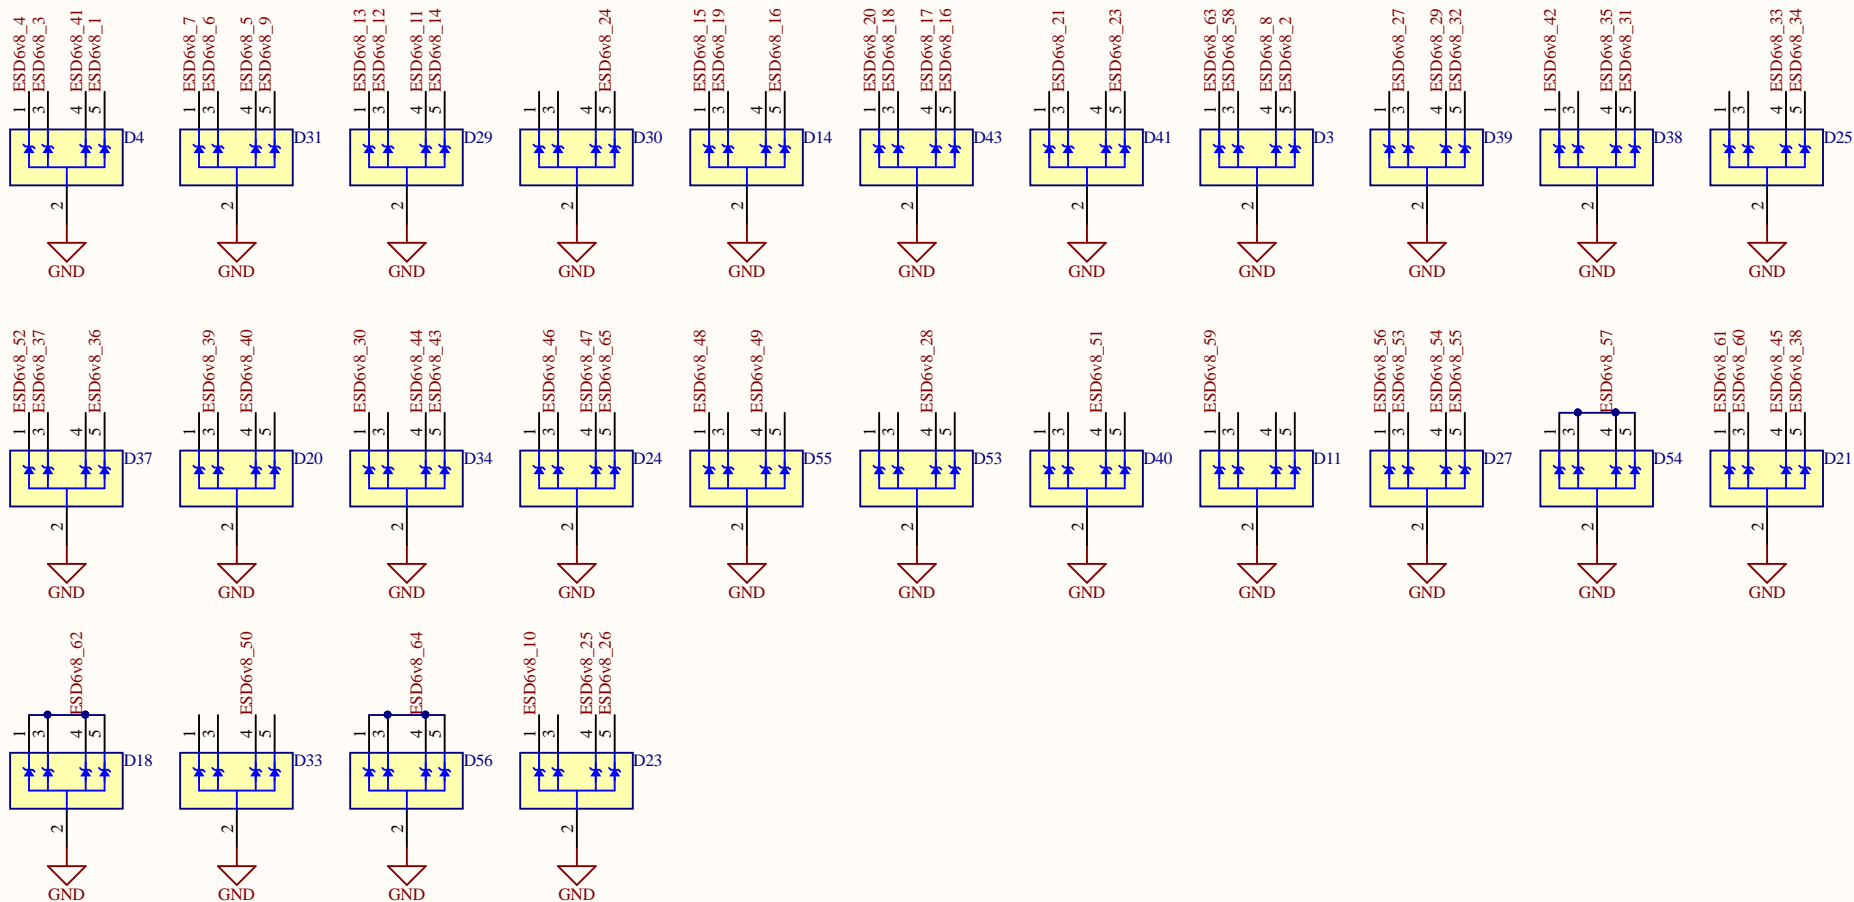 ESD6v8_4 ESD6v8_3 ESD6v8_41 ESD6v8_1
1 3 4 5
D4
2
GND
ESD6v8_7 ESD6v8_6 ESD6v8_5 ESD6v8_9
1 3 4 5
D31
2
GND
ESD6v8_13 ESD6v8_12 ESD6v8_11 ESD6v8_14
1 3 4 5
D29
2
GND
ESD6v8_24
1 3 4 5
D30
2
GND
ESD6v8_15 ESD6v8_19 ESD6v8_16
1 3 4 5
D14
2
GND
ESD6v8_20 ESD6v8_18 ESD6v8_17 ESD6v8_16
1 3 4 5
D43
2
GND
ESD6v8_21 ESD6v8_23
1 3 4 5
D41
2
GND
ESD6v8_63 ESD6v8_58 ESD6v8_8 ESD6v8_2
1 3 4 5
D3
2
GND
ESD6v8_27 ESD6v8_29 ESD6v8_32
1 3 4 5
D39
2
GND
ESD6v8_42 ESD6v8_35 ESD6v8_31
1 3 4 5
D38
2
GND
ESD6v8_33 ESD6v8_34
1 3 4 5
D25
2
GND
ESD6v8_52 ESD6v8_37 ESD6v8_36
1 3 4 5
D37
2
GND
ESD6v8_39 ESD6v8_40
1 3 4 5
D20
2
GND
ESD6v8_30 ESD6v8_44 ESD6v8_43
1 3 4 5
D34
2
GND
ESD6v8_46 ESD6v8_47 ESD6v8_65
1 3 4 5
D24
2
GND
ESD6v8_48 ESD6v8_49
1 3 4 5
D55
2
GND
ESD6v8_28
1 3 4 5
D53
2
GND
ESD6v8_51
1 3 4 5
D40
2
GND
ESD6v8_59
1 3 4 5
D11
2
GND
ESD6v8_56 ESD6v8_53 ESD6v8_54 ESD6v8_55
1 3 4 5
D27
2
GND
ESD6v8_57
1 3 4 5
D54
2
GND
ESD6v8_61 ESD6v8_60 ESD6v8_45 ESD6v8_38
1 3 4 5
D21
2
GND
ESD6v8_62
1 3 4 5
D18
2
GND
ESD6v8_50
1 3 4 5
D33
2
GND
ESD6v8_64
1 3 4 5
D56
2
GND
ESD6v8_10 ESD6v8_25 ESD6v8_26
1 3 4 5
D23
2
GND